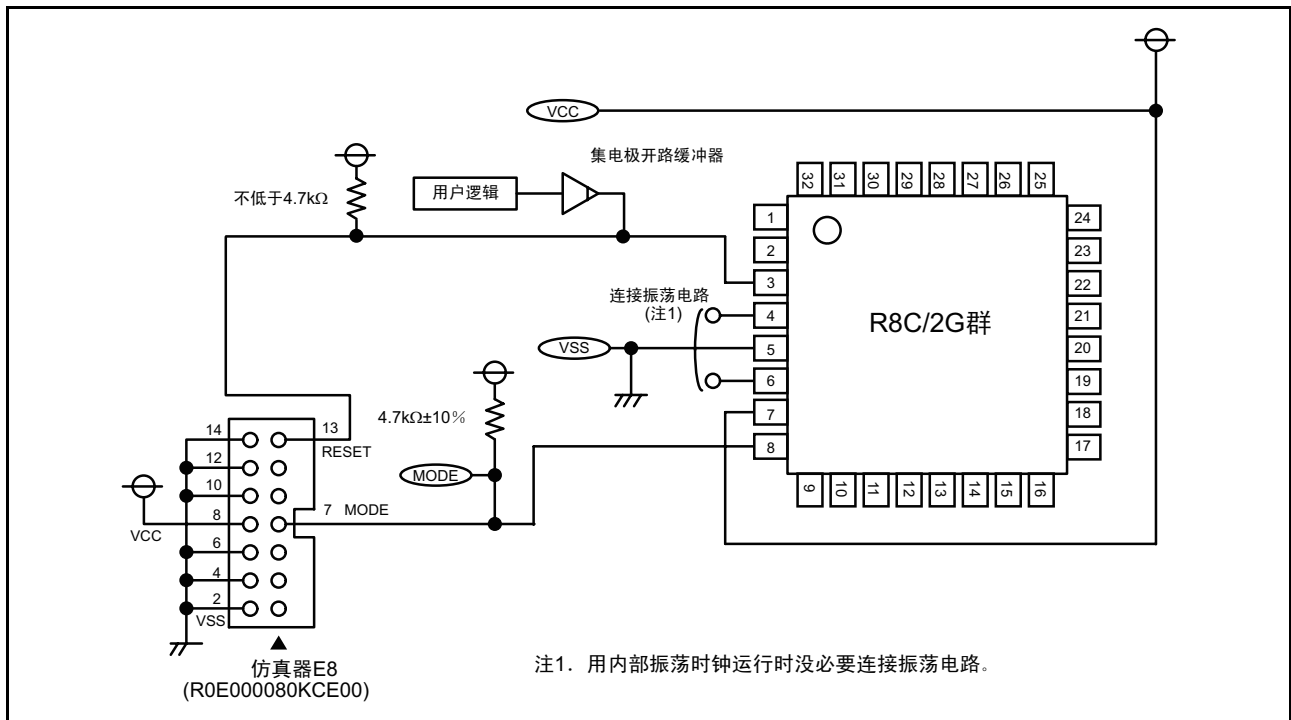 VCC
集电极开路缓冲器
不低于4.7kΩ
用户逻辑
32 31 30 29 28 27 26 25
1
2
3
4
5
6
7
8
24
23
22
21
20
19
18
17
R8C/2G群
9 10 11 12 13 14 15 16
连接振荡电路
(注1)
VSS
4.7kΩ±10%
MODE
14
12
10
8
6
4
2
13
RESET
7 MODE
VCC
VSS
仿真器E8
(R0E000080KCE00)
注1. 用内部振荡时钟运行时没必要连接振荡电路。